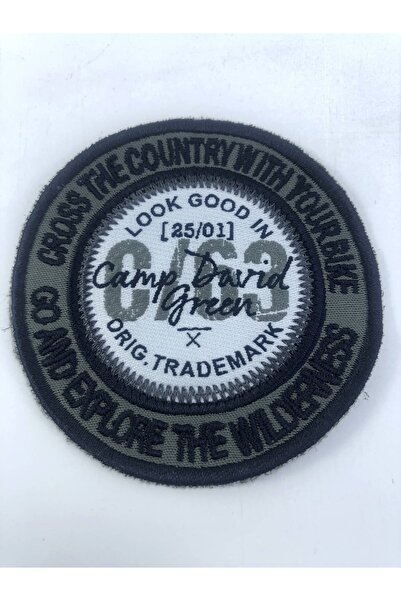 CROSS THE COUNTRY WITH YOUR BIKE
LOOK GOOD IN
[25/01]
C/63
Camp David
Green
ORIG. TRADEMARK
GO AND EXPLORE THE WILDERNESS